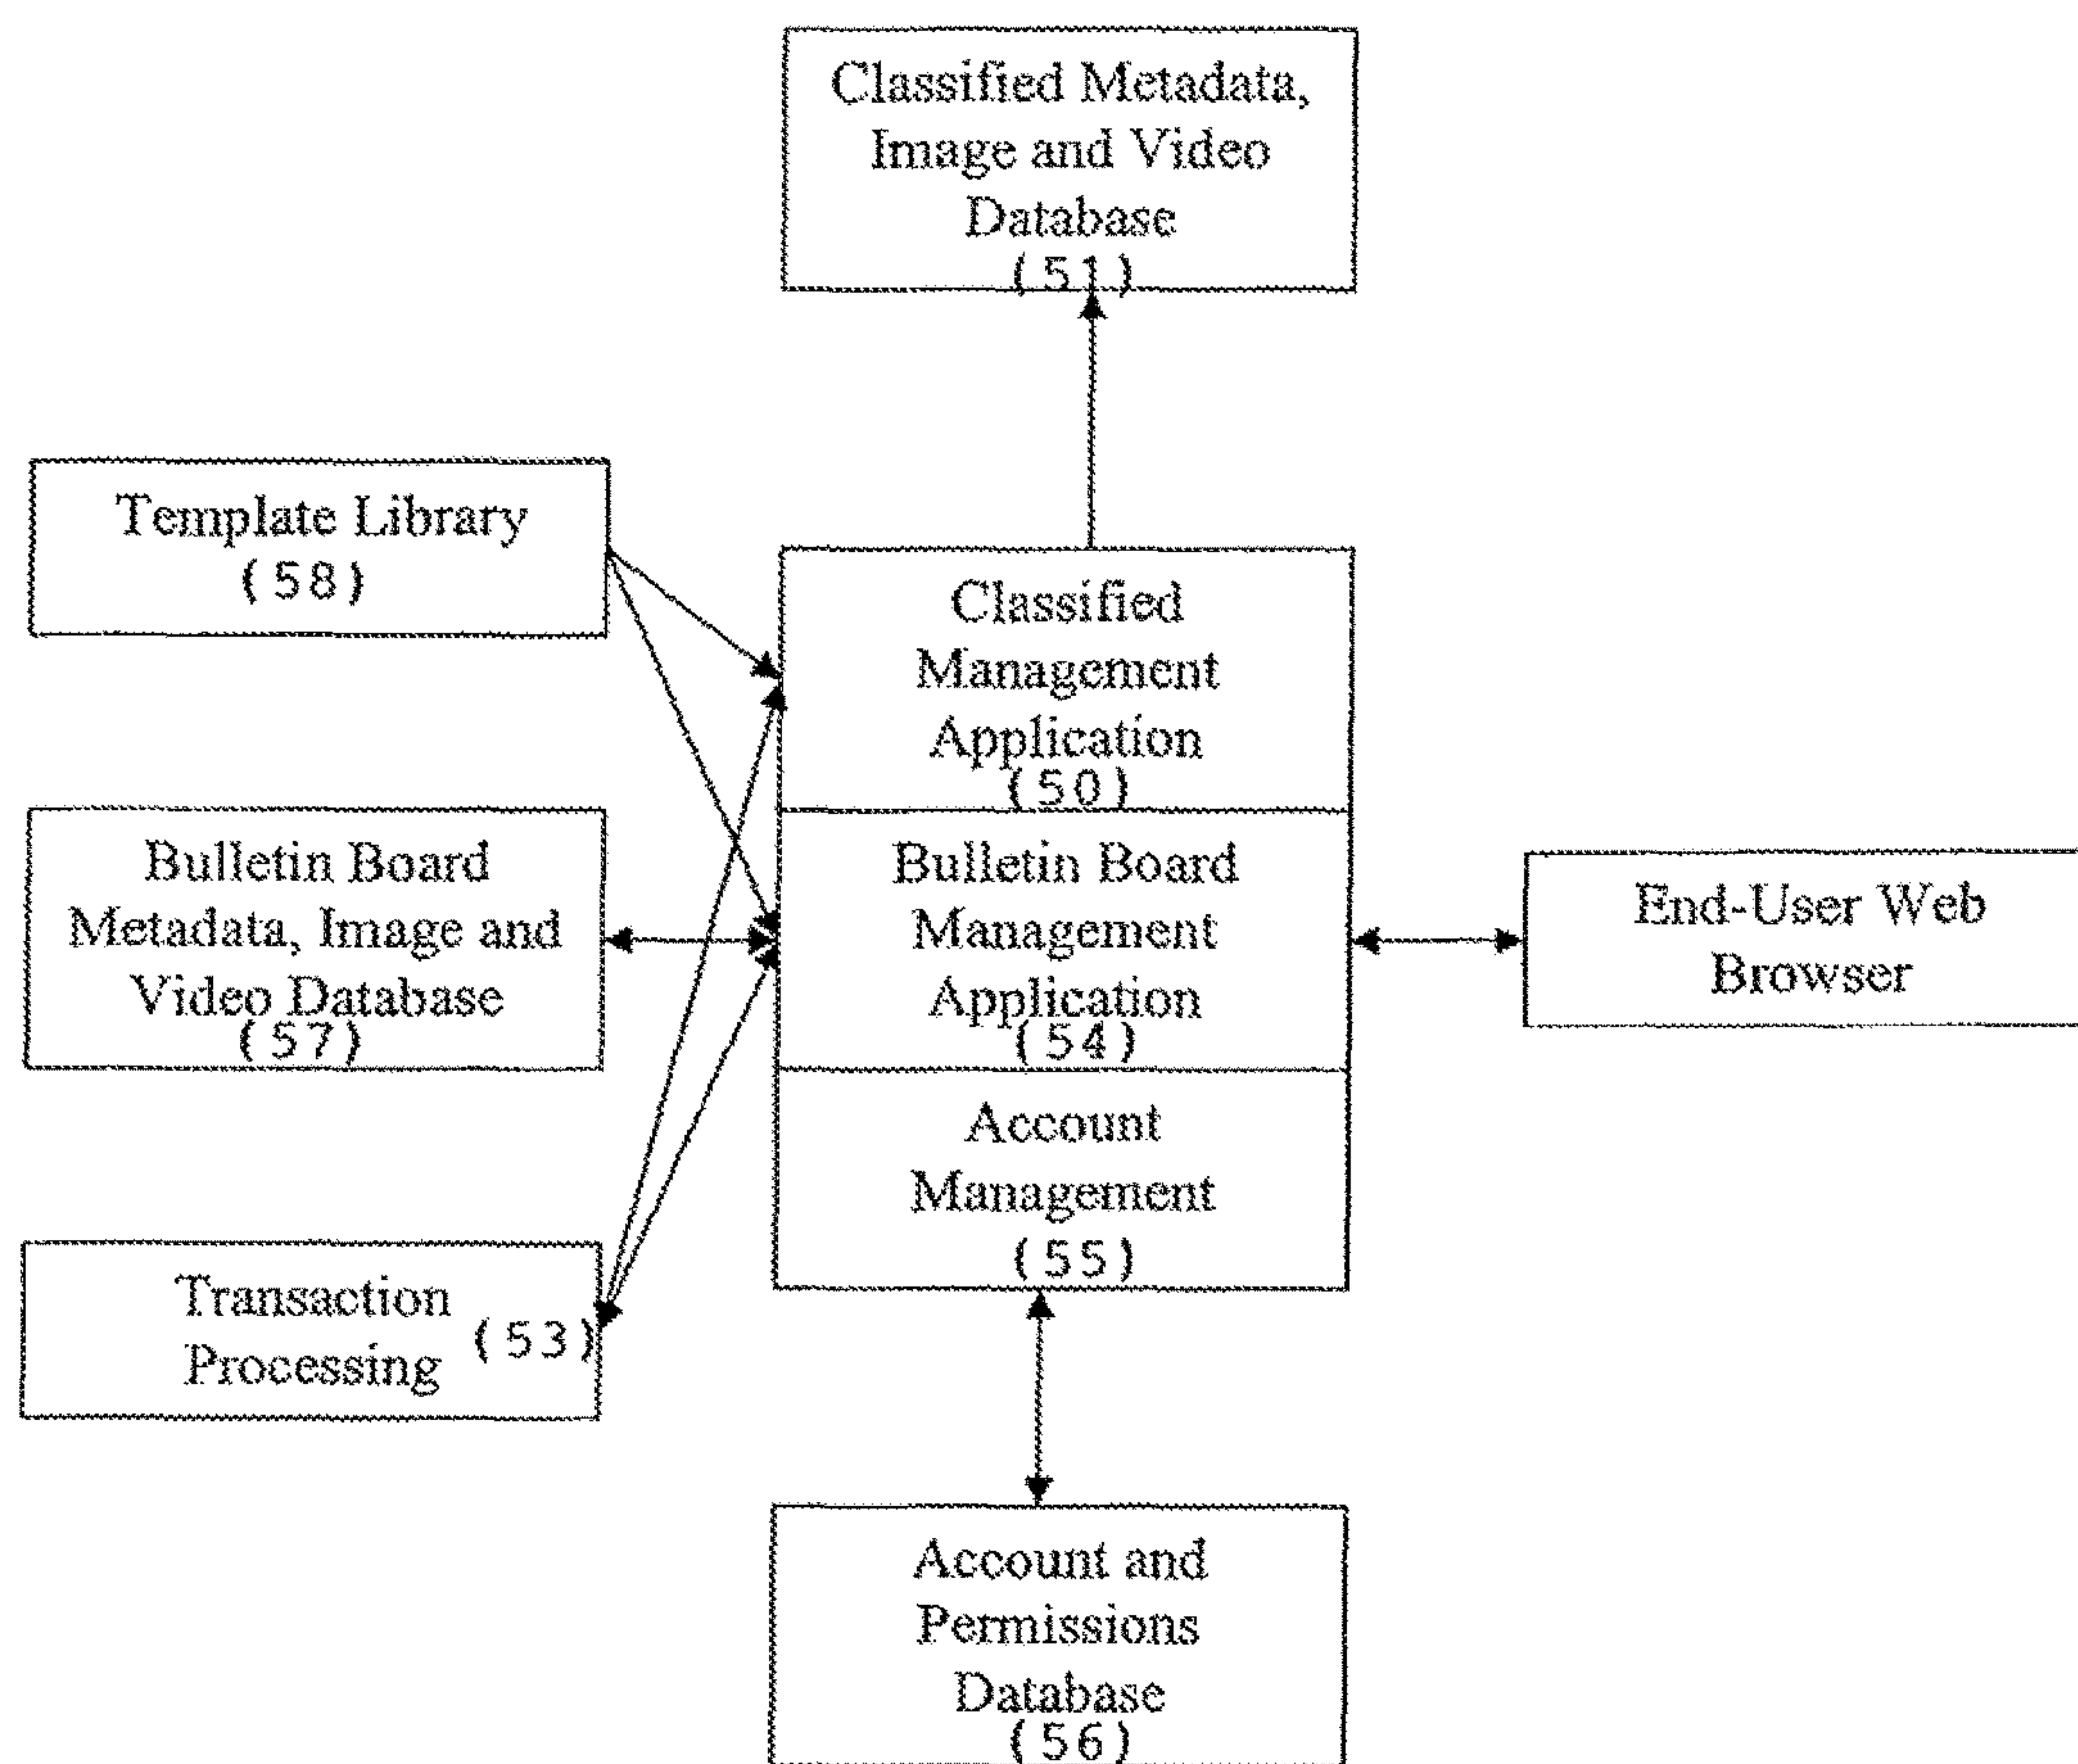 Classified Metadata,
Image and Video
Database
(51)
Template Library
(58)
Classified
Management
Application
(50)
Bulletin Board
Metadata, Image and
Video Database
(57)
Bulletin Board
Management
Application
(54)
End-User Web
Browser
Account
Management
(55)
Transaction
Processing (53)
Account and
Permissions
Database
(56)